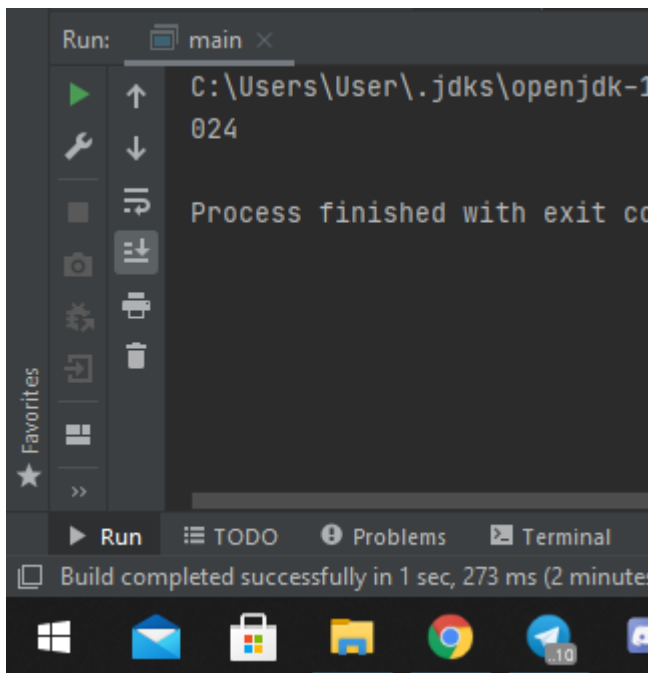 Run: main
C:\Users\User\.jdks\openjdk-1
024
Process finished with exit co
Favorites
Run TODO Problems Terminal
Build completed successfully in 1 sec, 273 ms (2 minutes
..10